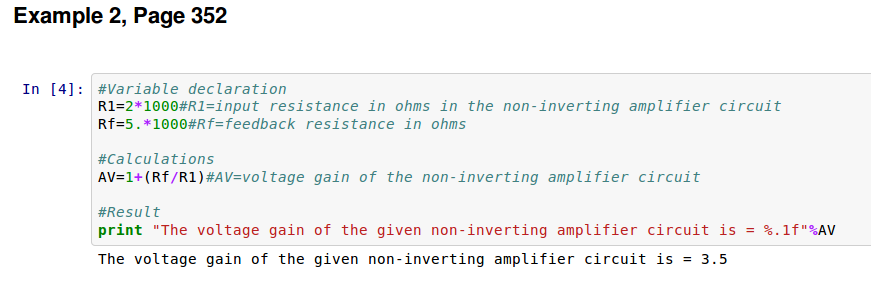 Example 2, Page 352
In [4]: #Variable declaration
R1=2*1000#R1=input resistance in ohms in the non-inverting amplifier circuit
Rf=5.*1000#Rf=feedback resistance in ohms
#Calculations
AV=1+(Rf/R1)#AV=voltage gain of the non-inverting amplifier circuit
#Result
print "The voltage gain of the given non-inverting amplifier circuit is = %.1f"%AV
The voltage gain of the given non-inverting amplifier circuit is = 3.5